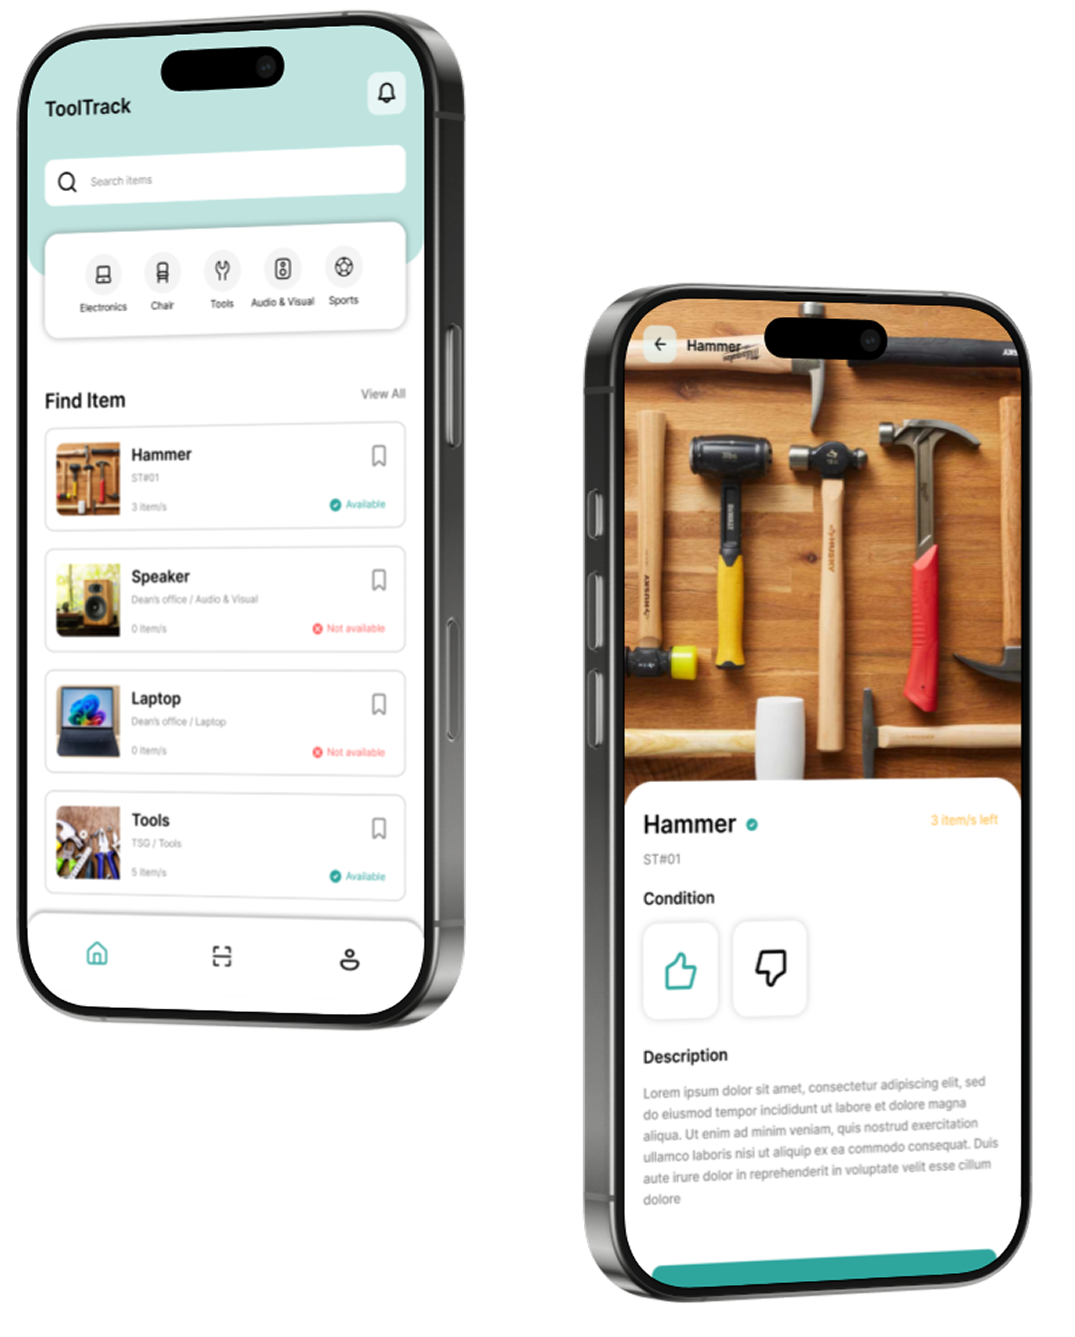 ToolTrack
Search items
Electronics
Chair
Tools
Audio & Visual
Sports
Find Item
View All
Hammer
ST#01
3 item/s
Available
Speaker
Dean's office / Audio & Visual
0 item/s
Not available
Laptop
Dean's office / Laptop
0 item/s
Not available
Tools
TSG / Tools
5 item/s
Available
Hammer
HUSKY
HUSKY
Hammer
3 item/s left
ST#01
Condition
Description
Lorem ipsum dolor sit amet, consectetur adipiscing elit, sed
do eiusmod tempor incididunt ut labore et dolore magna
aliqua. Ut enim ad minim veniam, quis nostrud exercitation
ullamco laboris nisi ut aliquip ex ea commodo consequat. Duis
aute irure dolor in reprehenderit in voluptate velit esse cillum
dolore